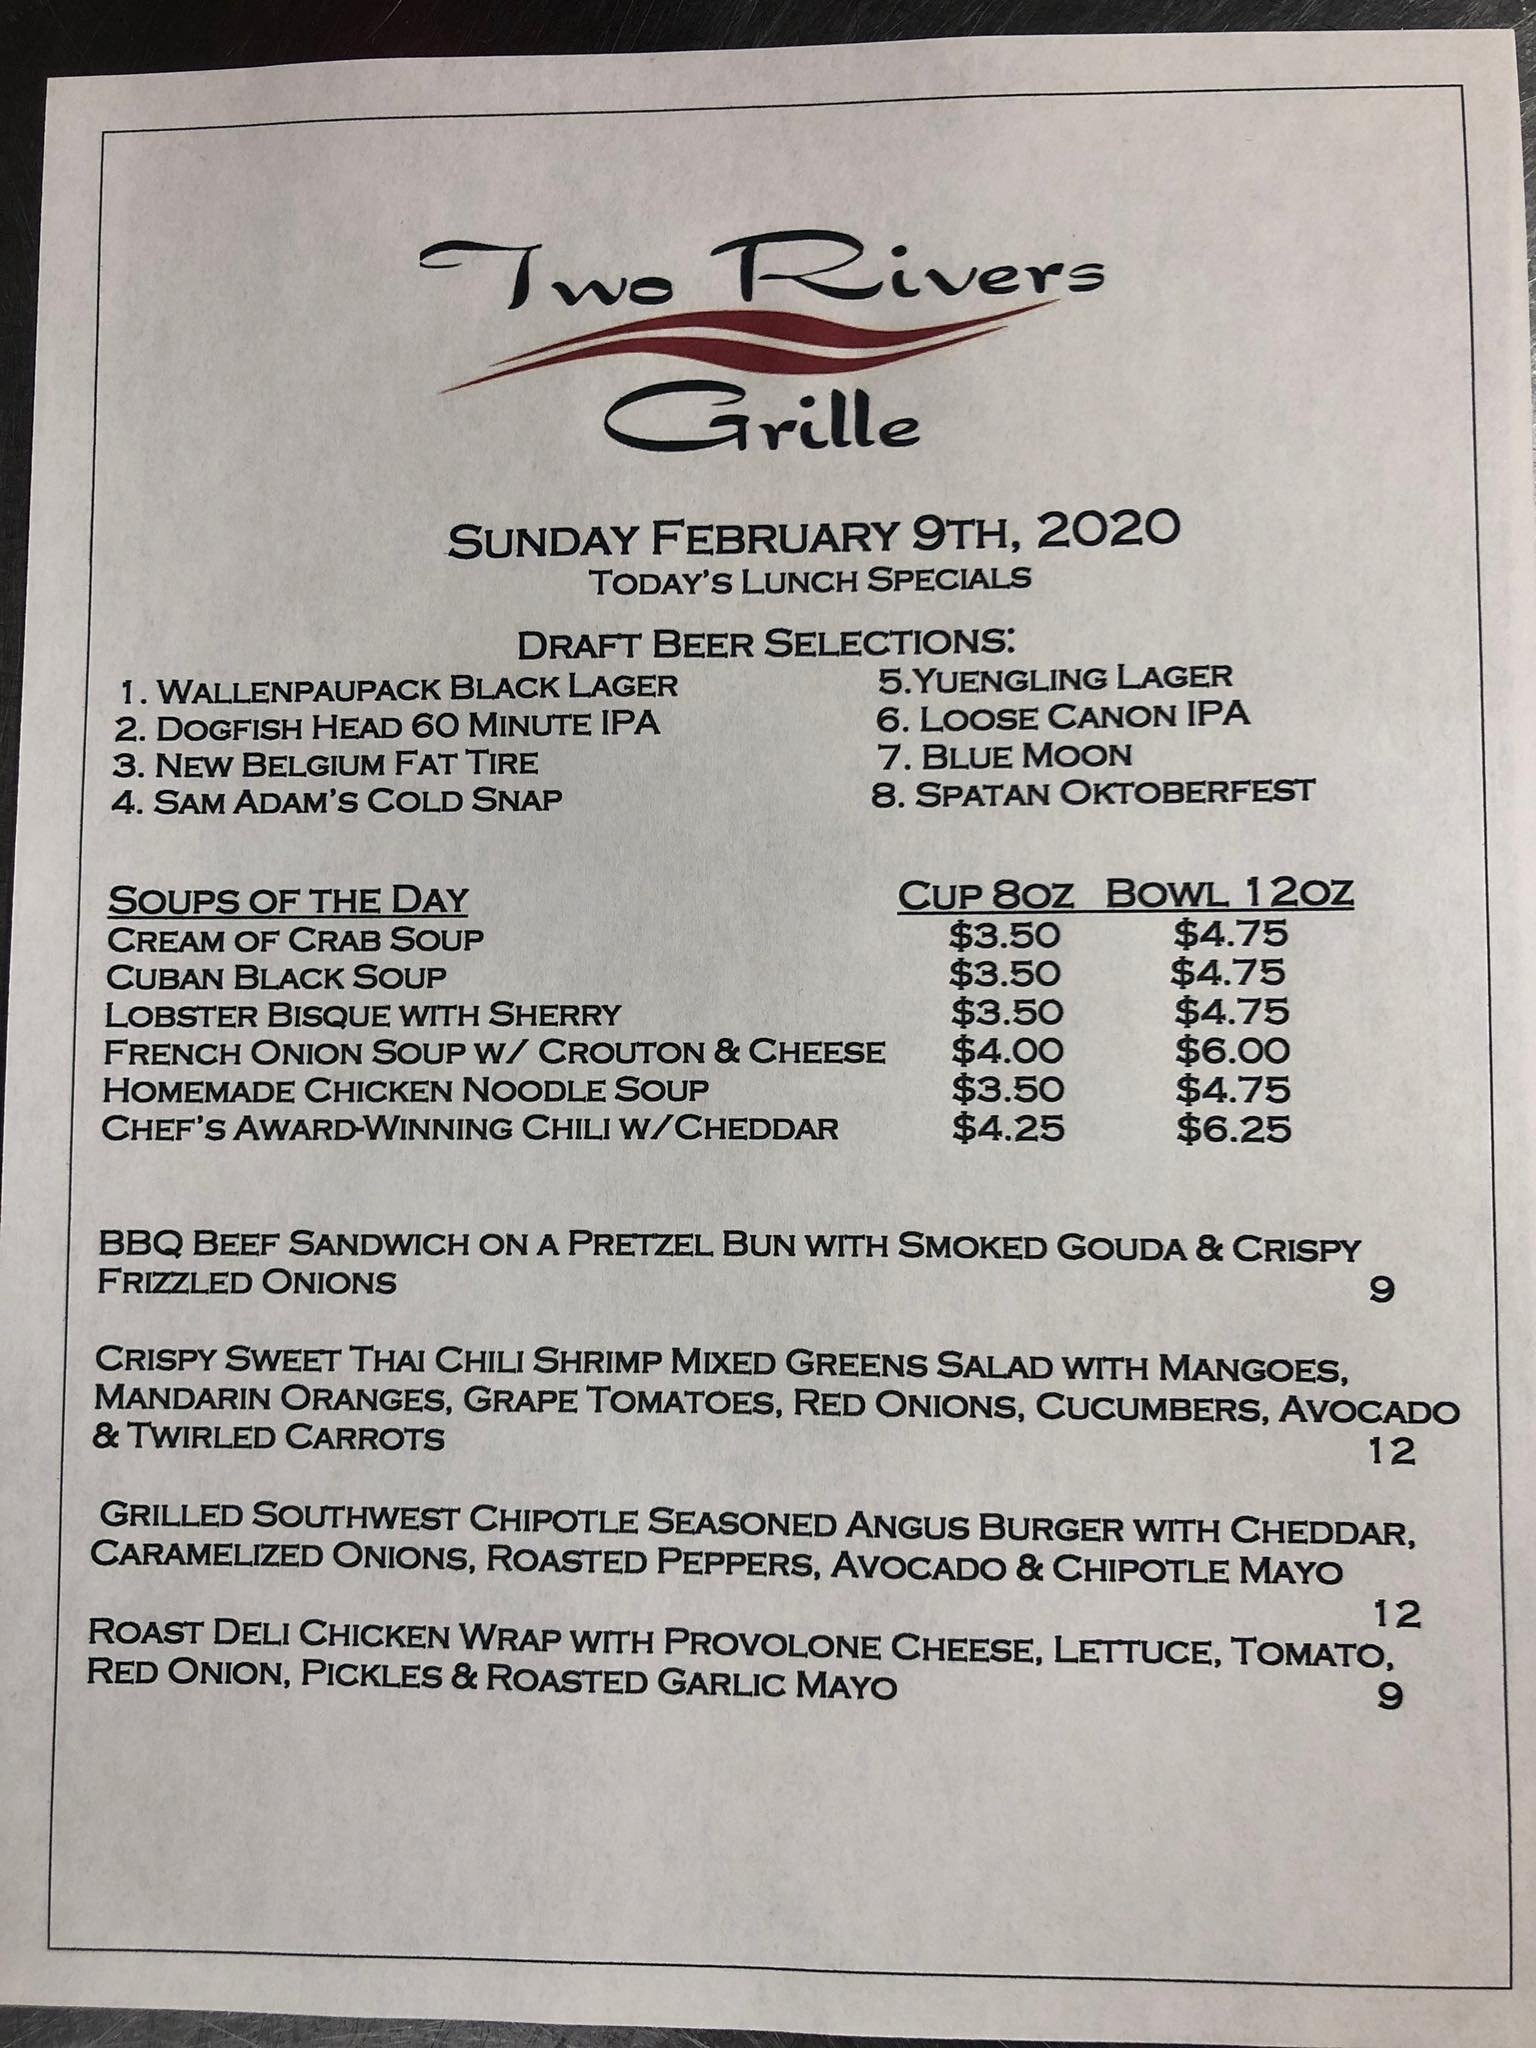 Two Rivers
Grille
SUNDAY FEBRUARY 9TH, 2020
TODAY'S LUNCH SPECIALS
DRAFT BEER SELECTIONS:
1. WALLENPAUPACK BLACK LAGER 5.YUENGLING LAGER
2. DOGFISH HEAD 60 MINUTE IPA 6. LOOSE CANON IPA
3. NEW BELGIUM FAT TIRE 7. BLUE MOON
4. SAM ADAM'S COLD SNAP 8. SPATAN OKTOBERFEST
SOUPS OF THE DAY CUP 8OZ BOWL 12OZ
CREAM OF CRAB SOUP $3.50 $4.75
CUBAN BLACK SOUP $3.50 $4.75
LOBSTER BISQUE WITH SHERRY $3.50 $4.75
FRENCH ONION SOUP W/ CROUTON & CHEESE $4.00 $6.00
HOMEMADE CHICKEN NOODLE SOUP $3.50 $4.75
CHEF'S AWARD-WINNING CHILI W/CHEDDAR $4.25 $6.25
BBQ BEEF SANDWICH ON A PRETZEL BUN WITH SMOKED GOUDA & CRISPY
FRIZZLED ONIONS 9
CRISPY SWEET THAI CHILI SHRIMP MIXED GREENS SALAD WITH MANGOES,
MANDARIN ORANGES, GRAPE TOMATOES, RED ONIONS, CUCUMBERS, AVOCADO
& TWIRLED CARROTS 12
GRILLED SOUTHWEST CHIPOTLE SEASONED ANGUS BURGER WITH CHEDDAR,
CARAMELIZED ONIONS, ROASTED PEPPERS, AVOCADO & CHIPOTLE MAYO
12
ROAST DELI CHICKEN WRAP WITH PROVOLONE CHEESE, LETTUCE, TOMATO,
RED ONION, PICKLES & ROASTED GARLIC MAYO 9